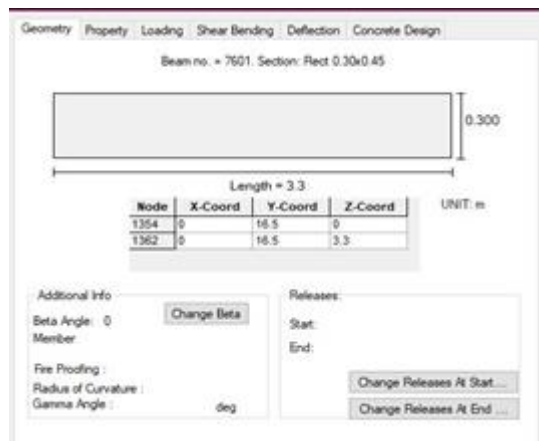 Geometry Property Loading Shear Bending Deflection Concrete Design
Beam no. = 7601. Section: Rect 0.30x0.45
0.300
Length = 3.3
Node X-Coord Y-Coord Z-Coord
UNIT: m
1354 0 16.5 0
1362 0 16.5 3.3
Additional Info
Beta Angle: 0
Change Beta
Member
Fire Proofing :
Radius of Curvature :
Gamma Angle : deg
Releases:
Start:
End:
Change Releases At Start....
Change Releases At End ....